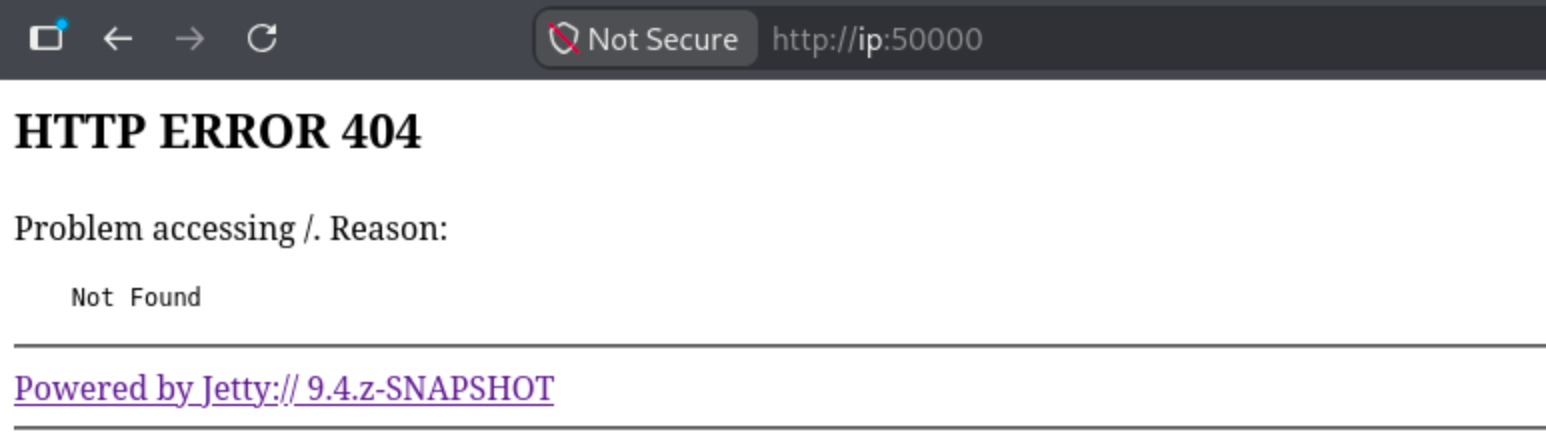 Not Secure http://ip:50000
HTTP ERROR 404
Problem accessing /. Reason:
Not Found
Powered by Jetty:// 9.4.z-SNAPSHOT